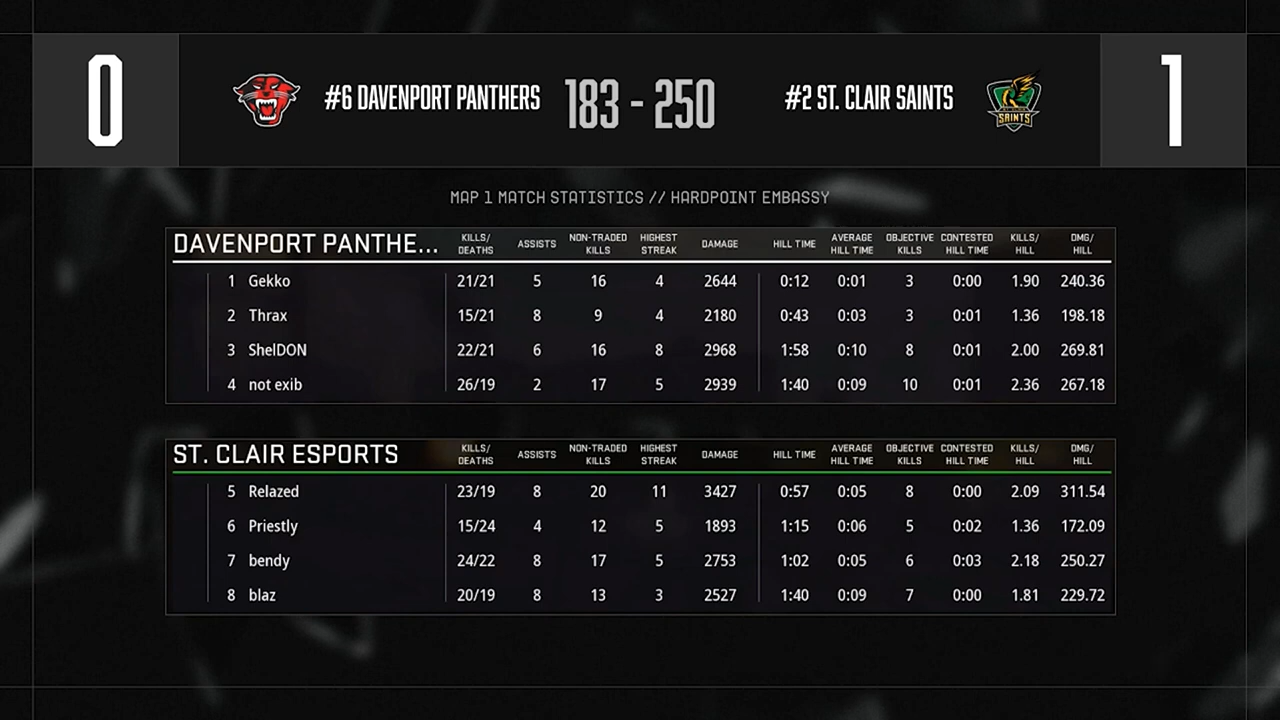 0 #6 DAVENPORT PANTHERS 183 - 250 #2 ST. CLAIR SAINTS SAINTS 1
MAP 1 MATCH STATISTICS // HARDPOINT EMBASSY
DAVENPORT PANTHE... KILLS/DEATHS ASSISTS NON-TRADED KILLS HIGHEST STREAK DAMAGE HILL TIME AVERAGE HILL TIME OBJECTIVE KILLS CONTESTED HILL TIME KILLS/HILL DMG/HILL
1 Gekko 21/21 5 16 4 2644 0:12 0:01 3 0:00 1.90 240.36
2 Thrax 15/21 8 9 4 2180 0:43 0:03 3 0:01 1.36 198.18
3 ShelDON 22/21 6 16 8 2968 1:58 0:10 8 0:01 2.00 269.81
4 not exib 26/19 2 17 5 2939 1:40 0:09 10 0:01 2.36 267.18
ST. CLAIR ESPORTS KILLS/DEATHS ASSISTS NON-TRADED KILLS HIGHEST STREAK DAMAGE HILL TIME AVERAGE HILL TIME OBJECTIVE KILLS CONTESTED HILL TIME KILLS/HILL DMG/HILL
5 Relazed 23/19 8 20 11 3427 0:57 0:05 8 0:00 2.09 311.54
6 Priestly 15/24 4 12 5 1893 1:15 0:06 5 0:02 1.36 172.09
7 bendy 24/22 8 17 5 2753 1:02 0:05 6 0:03 2.18 250.27
8 blaz 20/19 8 13 3 2527 1:40 0:09 7 0:00 1.81 229.72